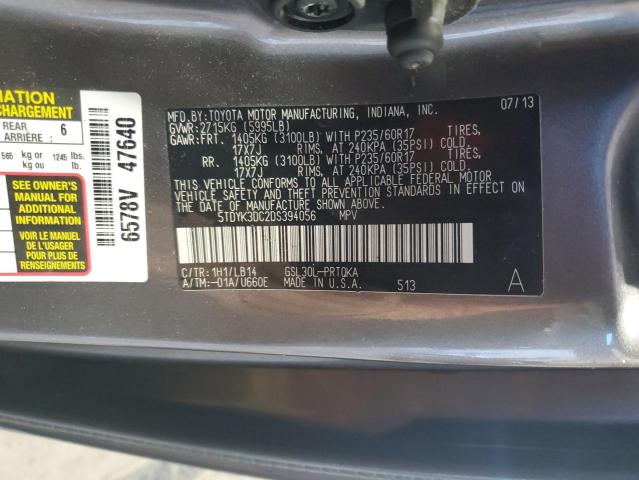 MATION
CHARGEMENT
REAR
ARRIÈRE : 6
565 kg or 1245 lbs.
kg ou lb.
SEE OWNER'S
MANUAL FOR
ADDITIONAL
INFORMATION
VOIR LE MANUEL
DE L'USAGER
POUR PLUS DE
RENSEIGNEMENTS
6578V 47640
MFD.BY:TOYOTA MOTOR MANUFACTURING, INDIANA, INC. 07/13
GVWR: 2715KG (5995LB)
GAWR:FRT. 1405KG (3100LB) WITH P235/60R17 TIRES,
17X7J RIMS, AT 240KPA (35PSI) COLD.
RR. 1405KG (3100LB) WITH P235/60R17 TIRES,
17X7J RIMS, AT 240KPA (35PSI) COLD.
THIS VEHICLE CONFORMS TO ALL APPLICABLE FEDERAL MOTOR
VEHICLE SAFETY AND THEFT PREVENTION STANDARDS IN EFFECT ON
THE DATE OF MANUFACTURE SHOWN ABOVE.
5TDYK3DC2DS394056 MPV
C/TR:1H1/LB14 GSL30L-PRTQKA
A/TM:-01A/U660E MADE IN U.S.A. 513 A